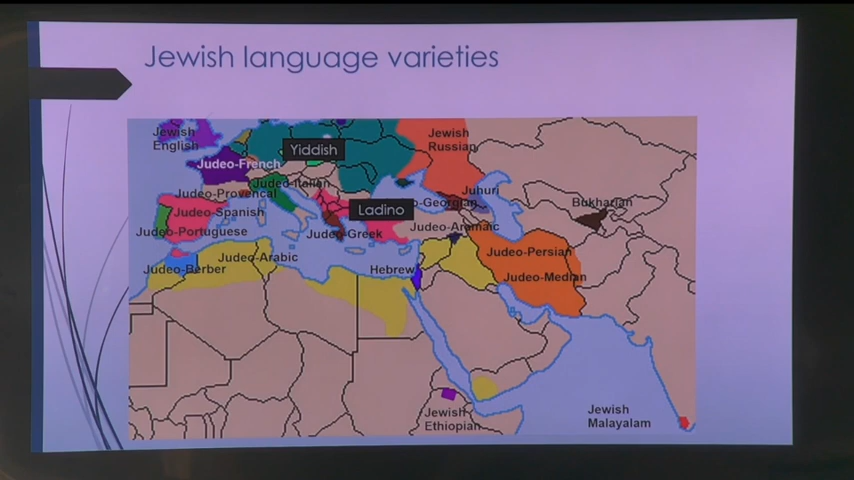 Jewish language varieties
Jewish
English
Yiddish
Jewish
Russian
Judeo-French
Judeo-Italian
Judeo-Provencal
Juhuri
Bukharian
Judeo-Spanish
Ladino
o-Georgian
Judeo-Portuguese
Judeo-Greek
Judeo-Aramaic
Judeo-Arabic
Judeo-Persian
Judeo-Berber
Hebrew
Judeo-Median
Jewish
Ethiopian
Jewish
Malayalam